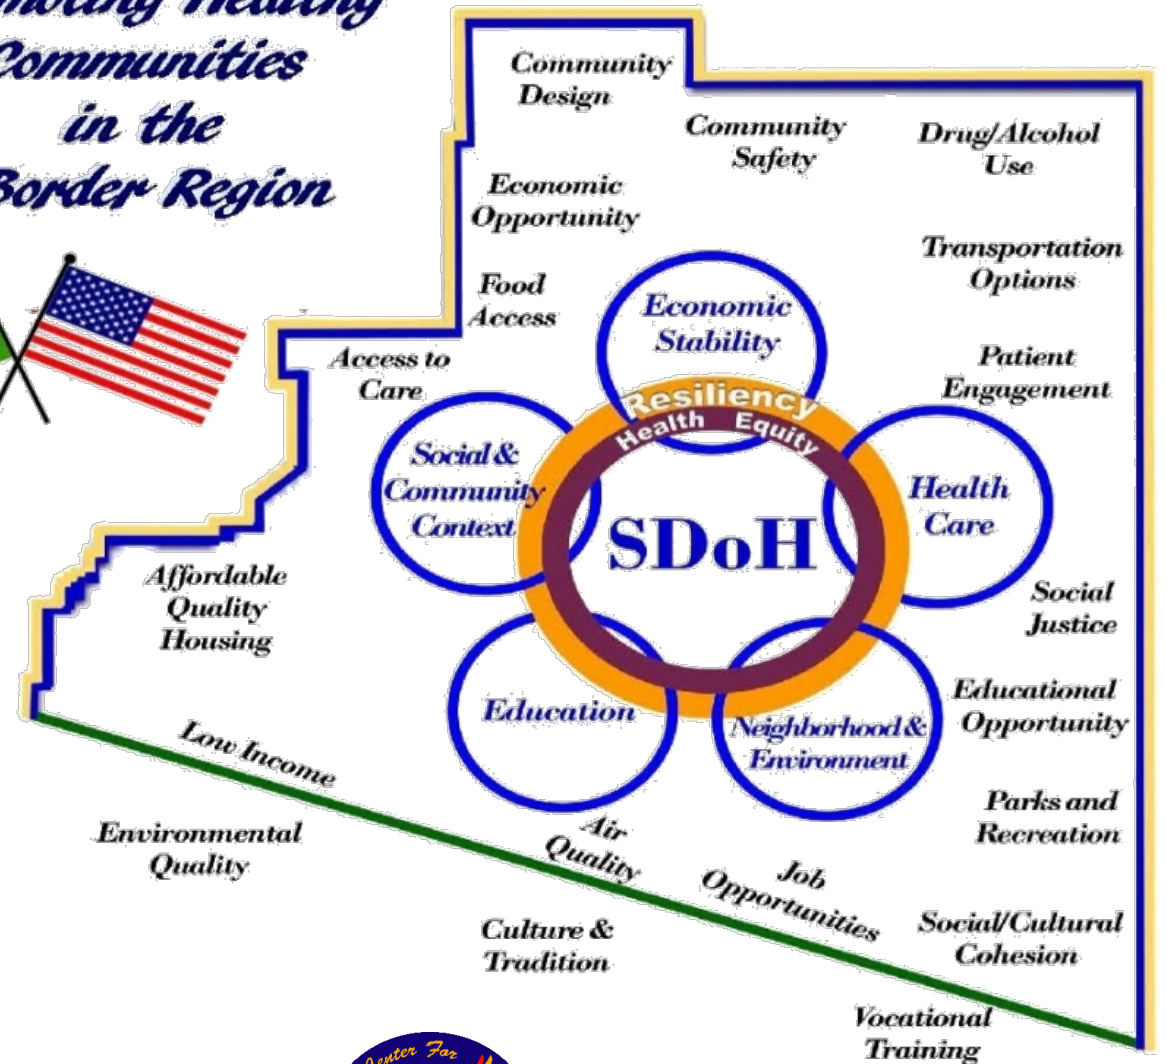 Communities
in the
Border Region
Community
Design
Community
Safety
Drug/Alcohol
Use
Economic
Opportunity
Transportation
Options
Food
Access
Economic
Stability
Access to
Care
Patient
Engagement
Resiliency
Health Equity
Social &
Community
Context
Health
Care
SDoH
Affordable
Quality
Housing
Social
Justice
Education
Neighborhood &
Environment
Educational
Opportunity
Low Income
Parks and
Recreation
Environmental
Quality
Air
Quality
Job
Opportunities
Culture &
Tradition
Social/Cultural
Cohesion
Vocational
Training
Center For